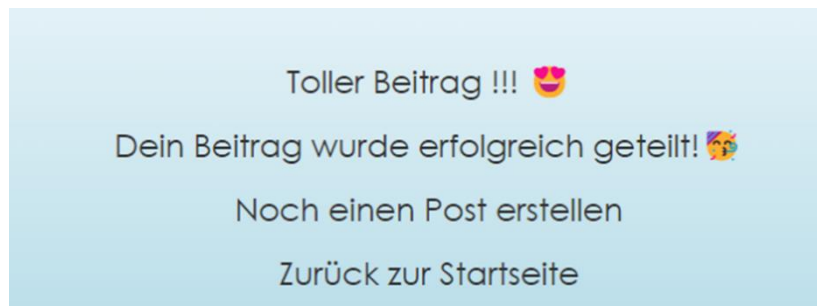 Toller Beitrag !!! 😍
Dein Beitrag wurde erfolgreich geteilt! 🥳
Noch einen Post erstellen
Zurück zur Startseite